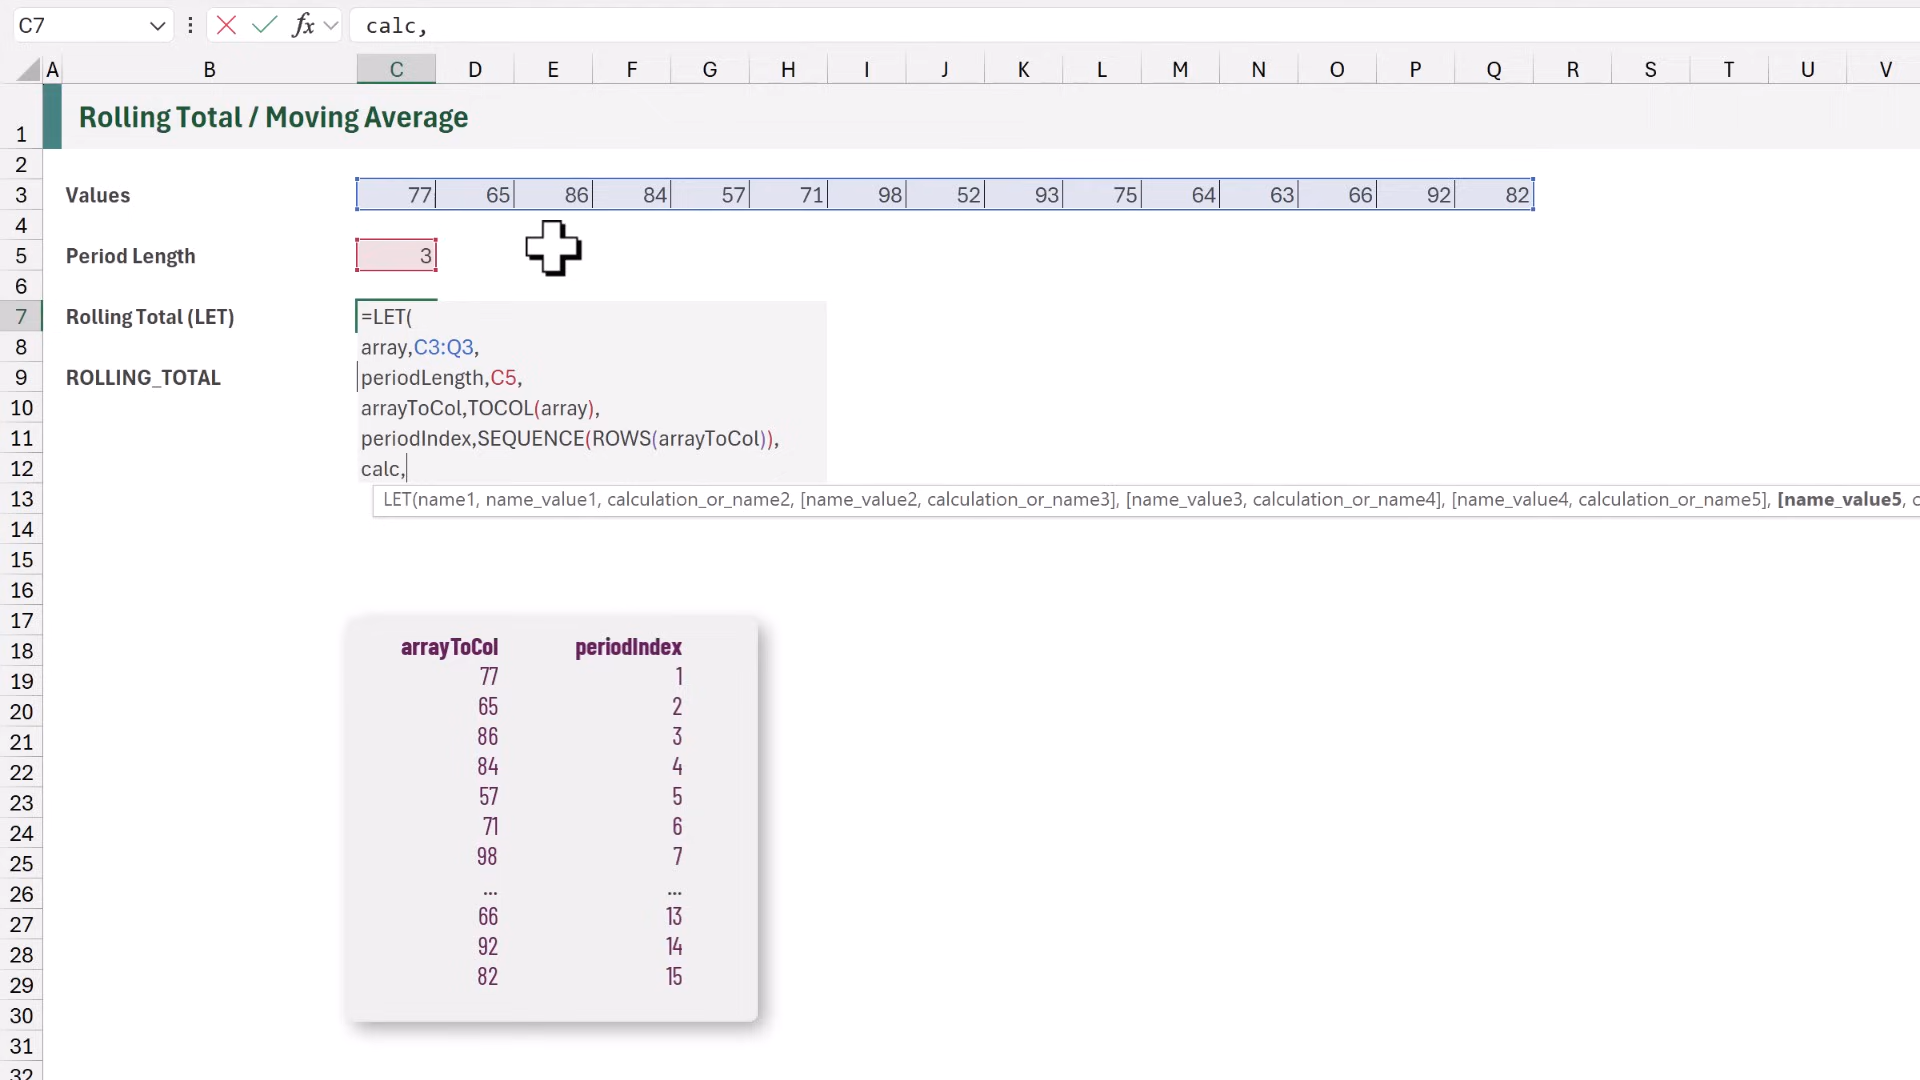 C7 fx calc,
A B C D E F G H I J K L M N O P Q R S T U V
1 Rolling Total / Moving Average
2
3 Values 77 65 86 84 57 71 98 52 93 75 64 63 66 92 82
4
5 Period Length 3
6
7 Rolling Total (LET) =LET(
8 array,C3:Q3,
9 ROLLING_TOTAL periodLength,C5,
10 arrayToCol,TOCOL(array),
11 periodIndex,SEQUENCE(ROWS(arrayToCol)),
12 calc,
13 LET(name1, name_value1, calculation_or_name2, [name_value2, calculation_or_name3], [name_value3, calculation_or_name4], [name_value4, calculation_or_name5], [name_value5, c
14
15
16
17
18 arrayToCol periodIndex
19 77 1
20 65 2
21 86 3
22 84 4
23 57 5
24 71 6
25 98 7
26 ... ...
27 66 13
28 92 14
29 82 15
30
31
32